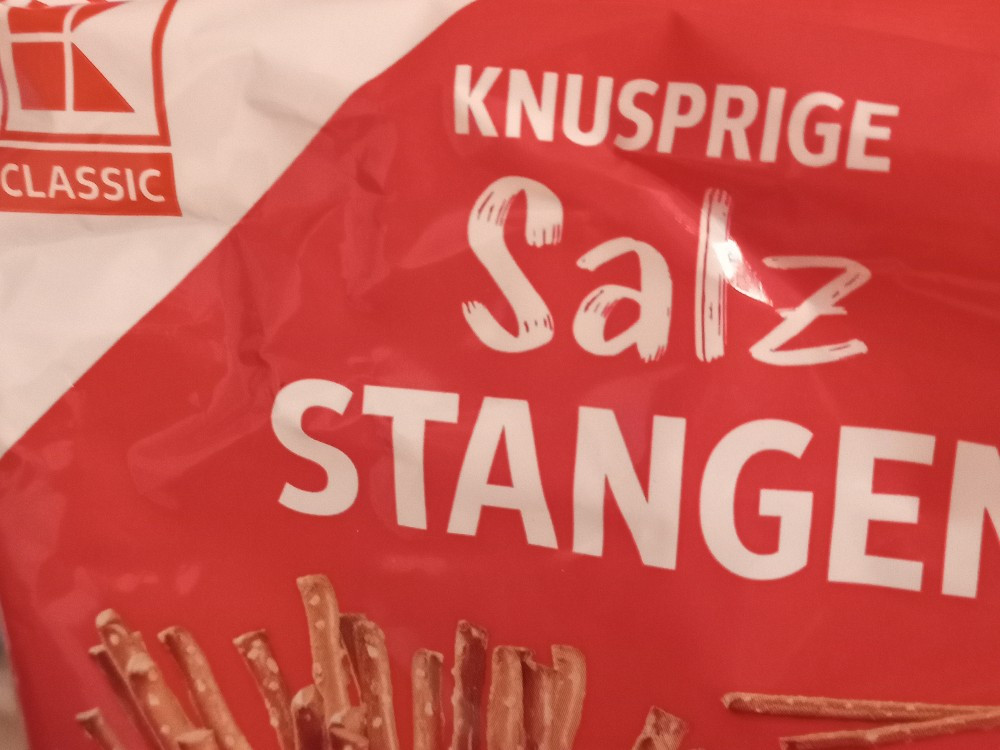 CLASSIC
KNUSPRIGE
Salz
STANGEN